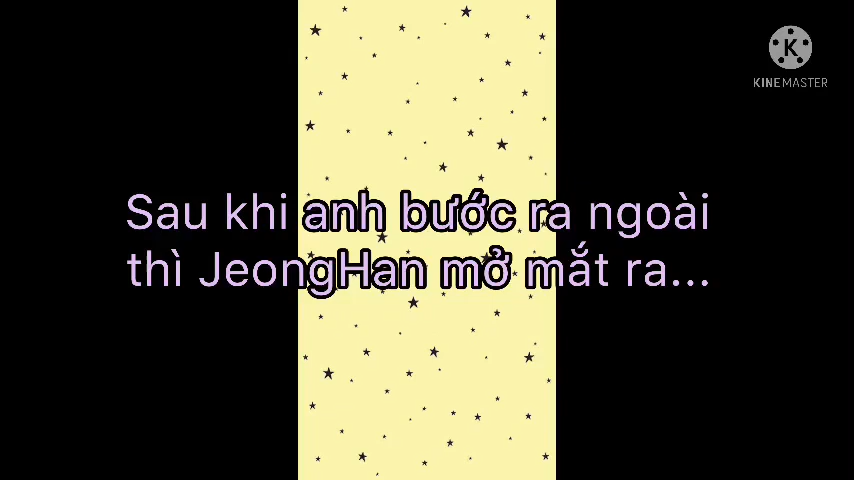 KINEMASTER
Sau khi anh bước ra ngoài
thì JeongHan mở mắt ra...